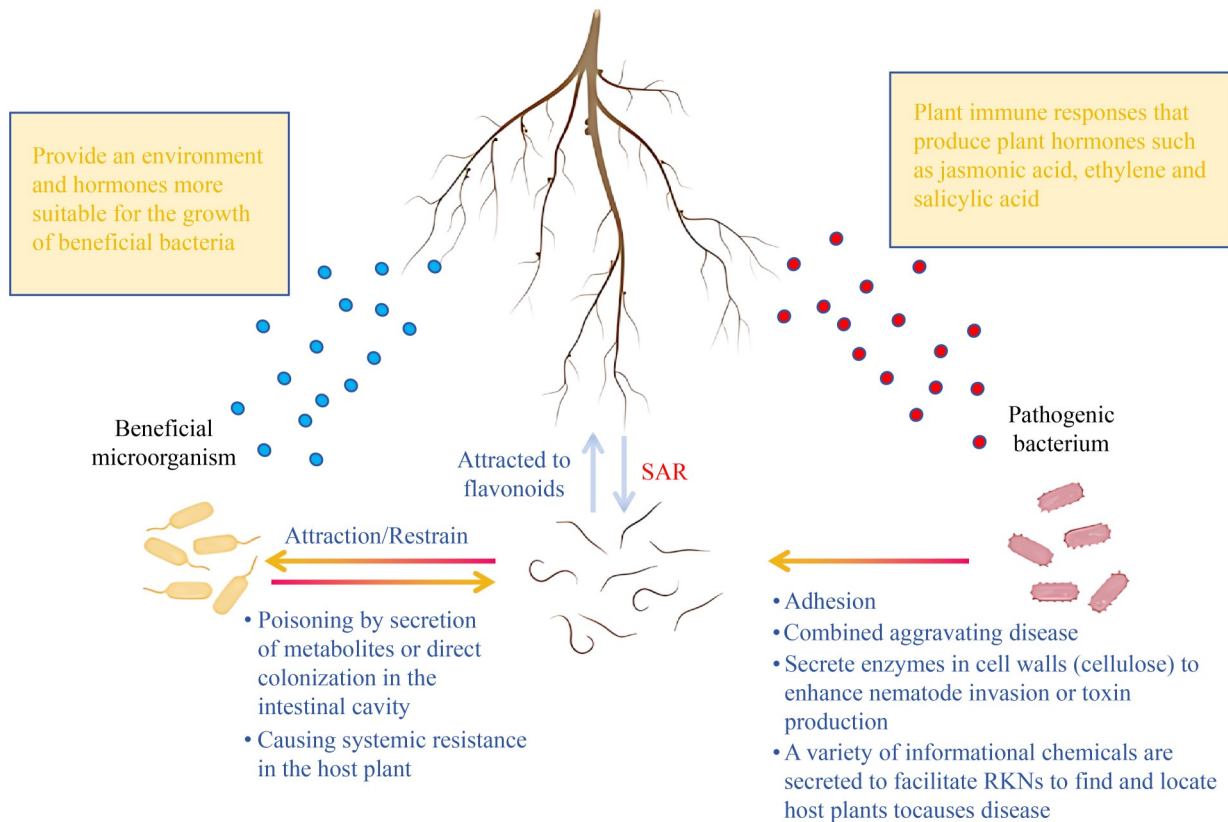 Provide an environment
and hormones more
suitable for the growth
of beneficial bacteria
Plant immune responses that
produce plant hormones such
as jasmonic acid, ethylene and
salicylic acid
Beneficial
microorganism
Pathogenic
bacterium
Attracted to
flavonoids
SAR
Attraction/Restrain
• Poisoning by secretion
of metabolites or direct
colonization in the
intestinal cavity
• Causing systemic resistance
in the host plant
• Adhesion
• Combined aggravating disease
• Secrete enzymes in cell walls (cellulose) to
enhance nematode invasion or toxin
production
• A variety of informational chemicals are
secreted to facilitate RKNs to find and locate
host plants tocauses disease